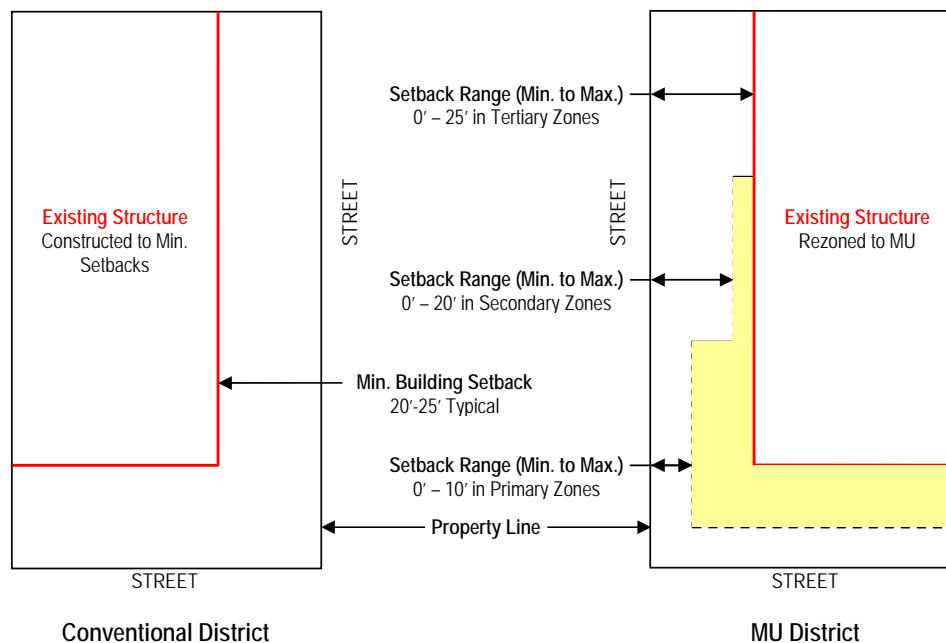 Setback Range (Min. to Max.)
0' – 25' in Tertiary Zones
STREET
STREET
Existing Structure
Constructed to Min.
Setbacks
Existing Structure
Rezoned to MU
Setback Range (Min. to Max.)
0' – 20' in Secondary Zones
Min. Building Setback
20'-25' Typical
Setback Range (Min. to Max.)
0' – 10' in Primary Zones
Property Line
STREET
STREET
Conventional District
MU District